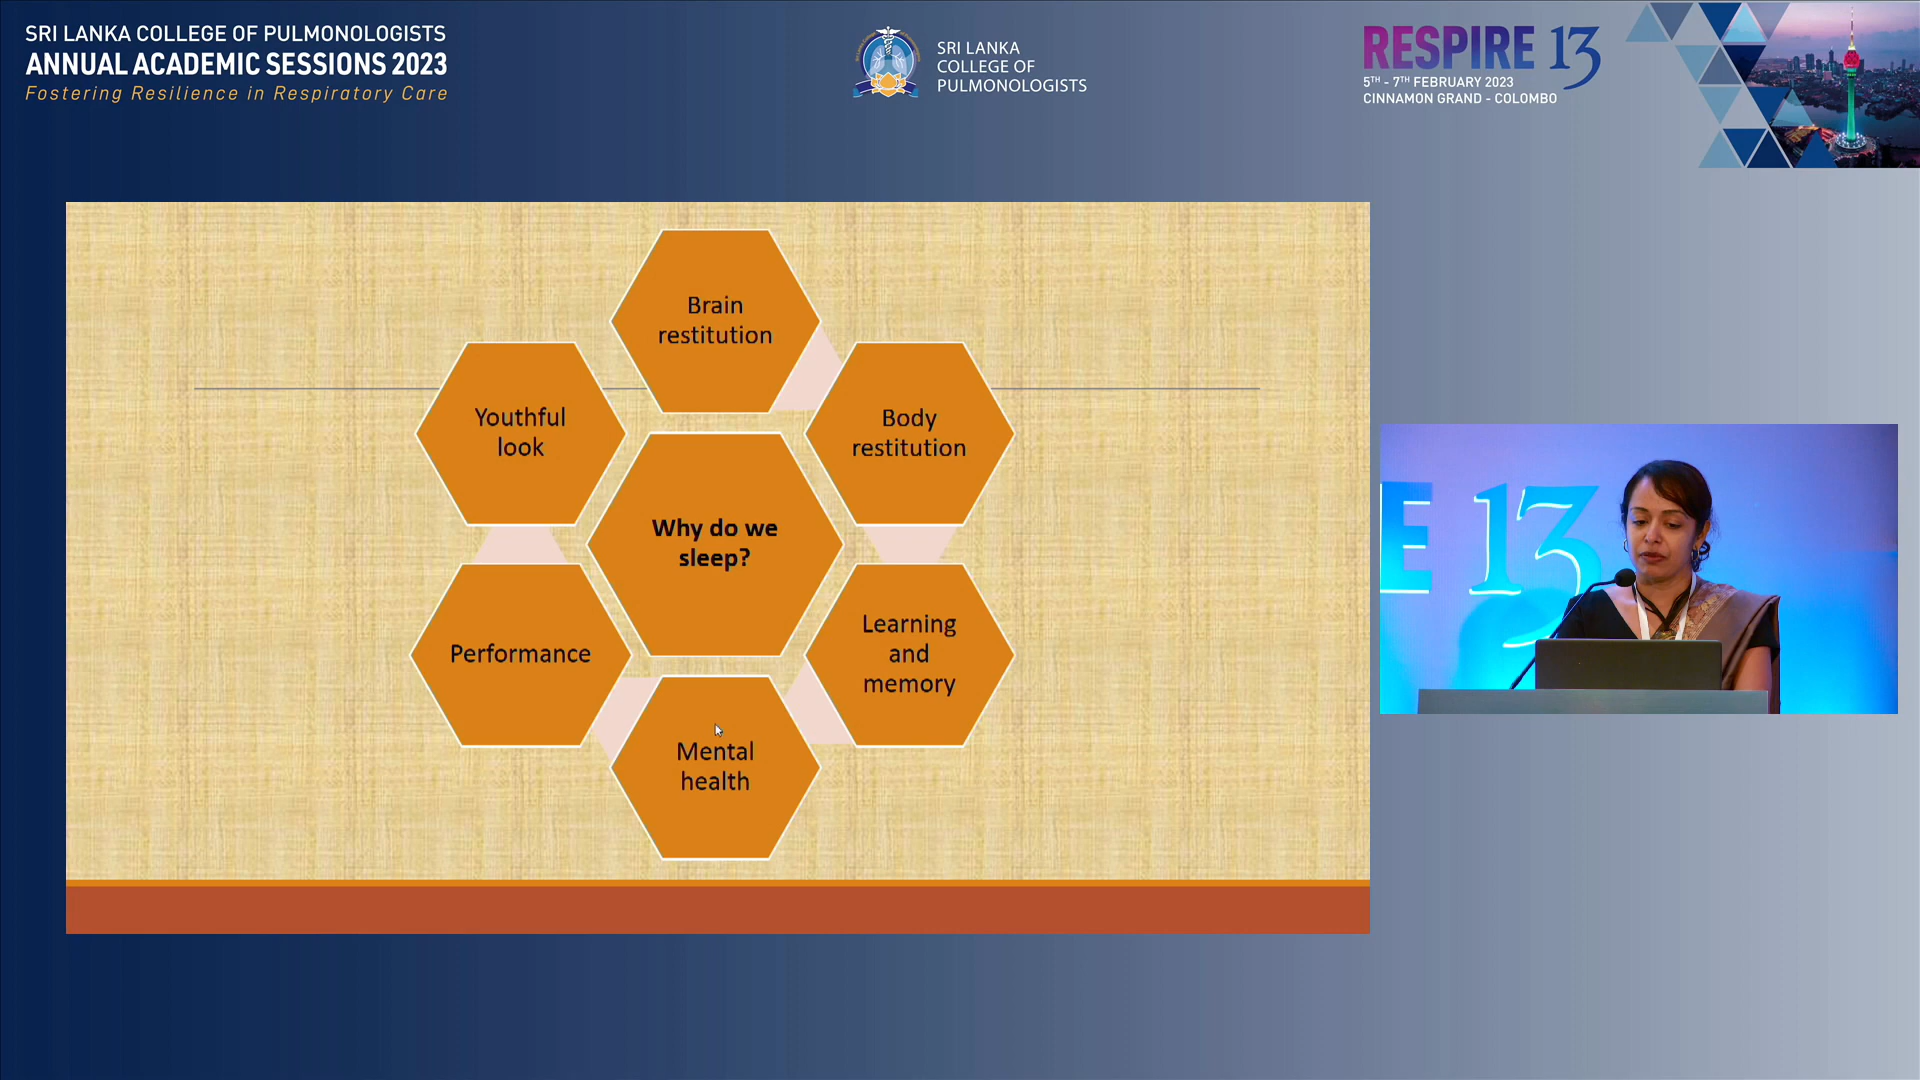 SRI LANKA COLLEGE OF PULMONOLOGISTS
ANNUAL ACADEMIC SESSIONS 2023
Fostering Resilience in Respiratory Care
SRI LANKA
COLLEGE OF
PULMONOLOGISTS
RESPIRE 13
5TH - 7TH FEBRUARY 2023
CINNAMON GRAND - COLOMBO
Brain
restitution
Body
restitution
Learning
and
memory
Mental
health
Performance
Youthful
look
Why do we
sleep?
E 13